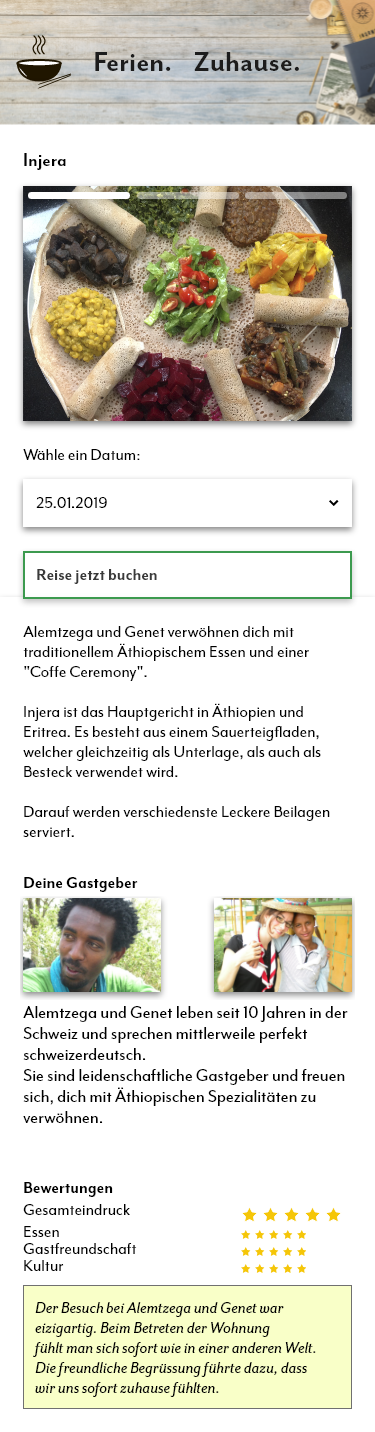 Ferien. Zuhause.
Injera
Wähle ein Datum:
25.01.2019
Reise jetzt buchen
Alemtzega und Genet verwöhnen dich mit
traditionellem Äthiopischem Essen und einer
"Coffe Ceremony".
Injera ist das Hauptgericht in Äthiopien und
Eritrea. Es besteht aus einem Sauerteigfladen,
welcher gleichzeitig als Unterlage, als auch als
Besteck verwendet wird.
Darauf werden verschiedenste Leckere Beilagen
serviert.
Deine Gastgeber
Alemtzega und Genet leben seit 10 Jahren in der
Schweiz und sprechen mittlerweile perfekt
schweizerdeutsch.
Sie sind leidenschaftliche Gastgeber und freuen
sich, dich mit Äthiopischen Spezialitäten zu
verwöhnen.
Bewertungen
Gesamteindruck
Essen
Gastfreundschaft
Kultur
Der Besuch bei Alemtzega und Genet war
eizigartig. Beim Betreten der Wohnung
fühlt man sich sofort wie in einer anderen Welt.
Die freundliche Begrüssung führte dazu, dass
wir uns sofort zuhause fühlten.